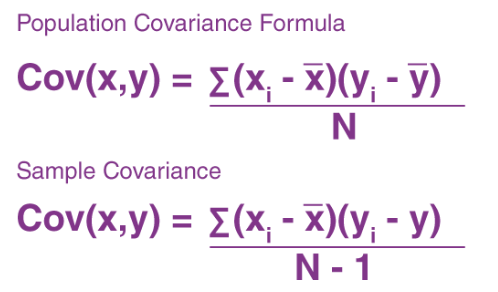 Population Covariance Formula
Cov(x,y) = ∑(xᵢ - x̅)(yᵢ - y̅)
N
Sample Covariance
Cov(x,y) = ∑(xᵢ - x̅)(yᵢ - y)
N - 1